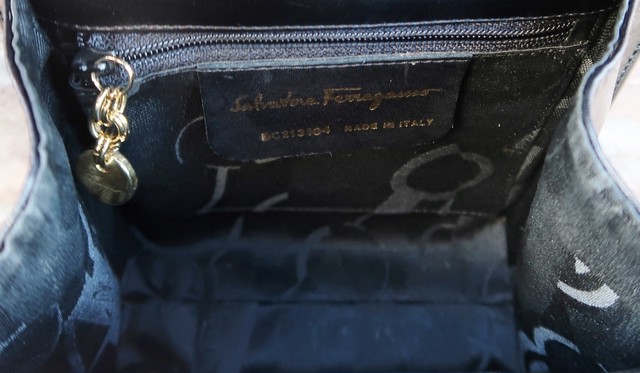 Salvatore Ferragamo
BC213104 MADE IN ITALY